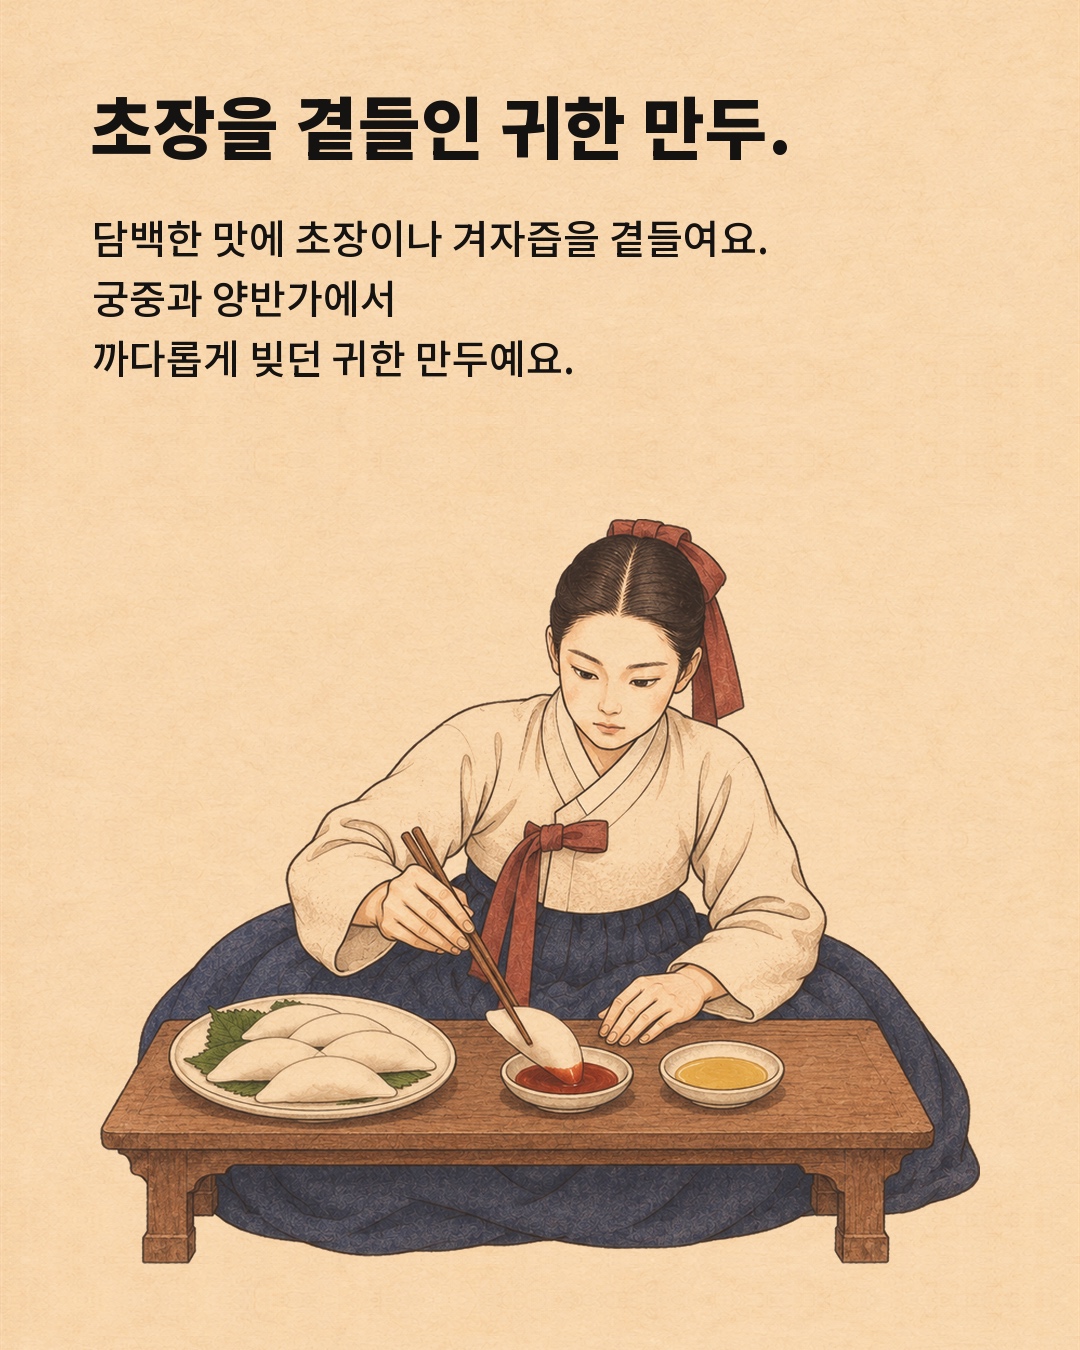 초장을 곁들인 귀한 만두.
담백한 맛에 초장이나 겨자즙을 곁들여요.
궁중과 양반가에서
까다롭게 빚던 귀한 만두예요.